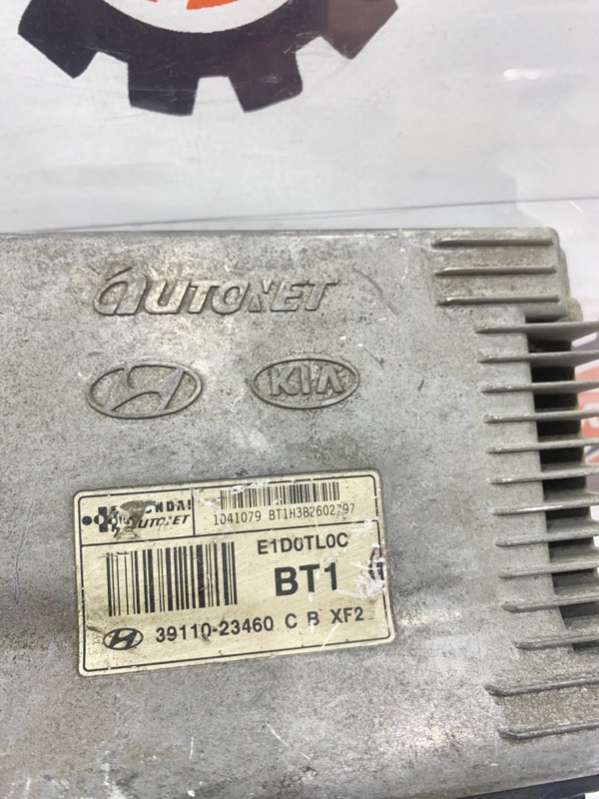 AUTONET
KIA
AUTONET
1041079 BT1H3B2602797
E1D0TL0C
BT1
39110-23460 C B XF2